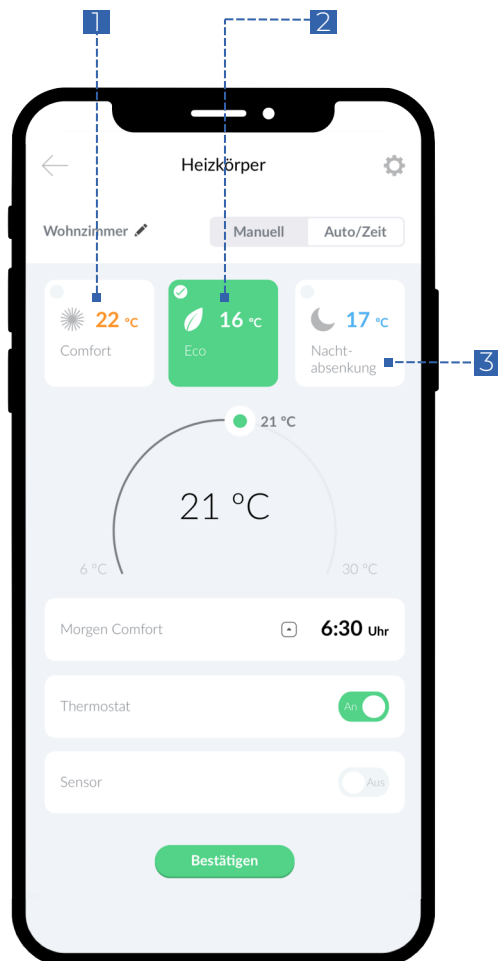 1 2
Heizkörper
Wohnzimmer Manuell Auto/Zeit
22 °C 16 °C 17 °C
Comfort Eco Nacht-
absenkung
3
21 °C
21 °C
6 °C 30 °C
Morgen Comfort 6:30 Uhr
Thermostat An
Sensor Aus
Bestätigen